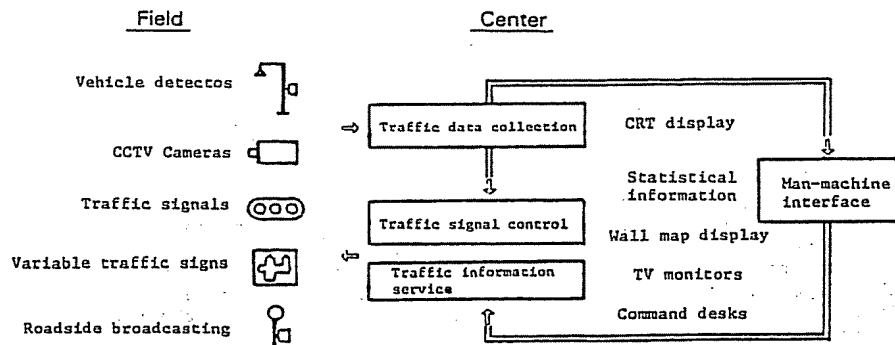 Field
Center
Vehicle detectos
CCTV Cameras
Traffic signals
Variable traffic signs
Roadside broadcasting
Traffic data collection
Traffic signal control
Traffic information
service
CRT display
Statistical
information
Wall map display
TV monitors
Command desks
Man-machine
interface